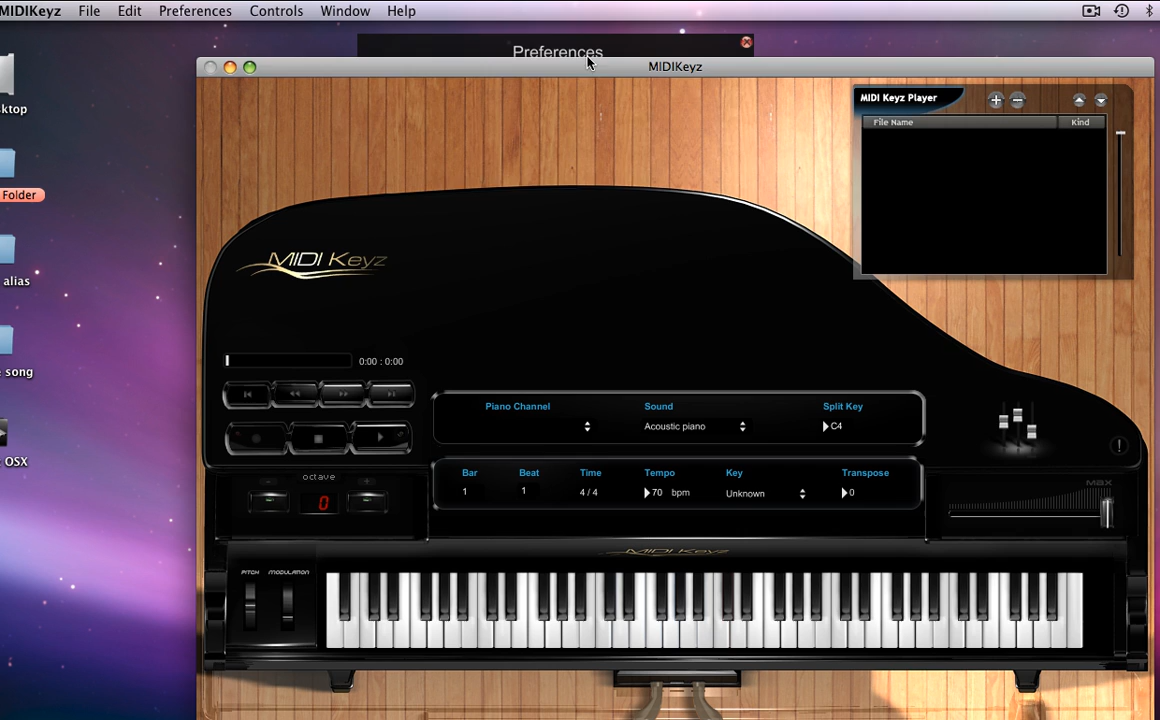 MIDIKeyz File Edit Preferences Controls Window Help
Preferences
MIDIKeyz
MIDI Keyz Player
File Name Kind
ktop
Folder
alias
song
OSX
MIDI Keyz
0:00 : 0:00
Piano Channel Sound Split Key
Acoustic piano C4
Bar Beat Time Tempo Key Transpose
1 1 4 / 4 70 bpm Unknown 0
octave
- +
0
MAX
MIDI Keyz
PITCH MODULATION